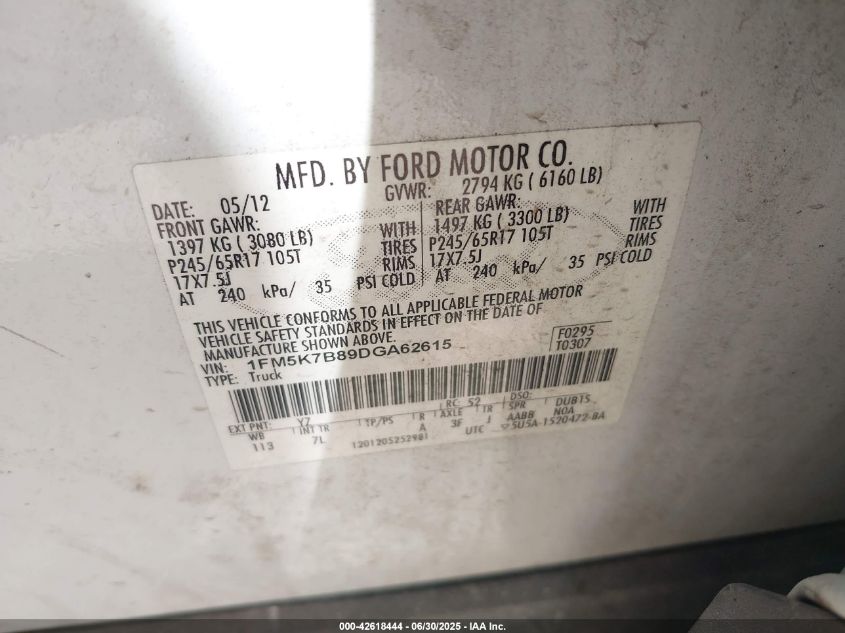 MFD. BY FORD MOTOR CO.
DATE: 05/12 GVWR: 2794 KG ( 6160 LB)
FRONT GAWR: REAR GAWR:
1397 KG ( 3080 LB) WITH 1497 KG ( 3300 LB) WITH
P245/65R17 105T TIRES P245/65R17 105T TIRES
17X7.5J RIMS 17X7.5J RIMS
AT 240 kPa/ 35 PSI COLD AT 240 kPa/ 35 PSI COLD
THIS VEHICLE CONFORMS TO ALL APPLICABLE FEDERAL MOTOR
VEHICLE SAFETY STANDARDS IN EFFECT ON THE DATE OF
MANUFACTURE SHOWN ABOVE.
VIN: 1FM5K7B89DGA62615
TYPE: Truck
F0295
T0307
EXT PNT: Y7 RC: 52 DSO:
WB INT TR TP/PS R AXLE TR SPR DUB1S
113 7L A 3F J AABB NOA
1201205252981 UTC 5U5A-1520472-BA
000-42618444 - 06/30/2025 - IAA Inc.